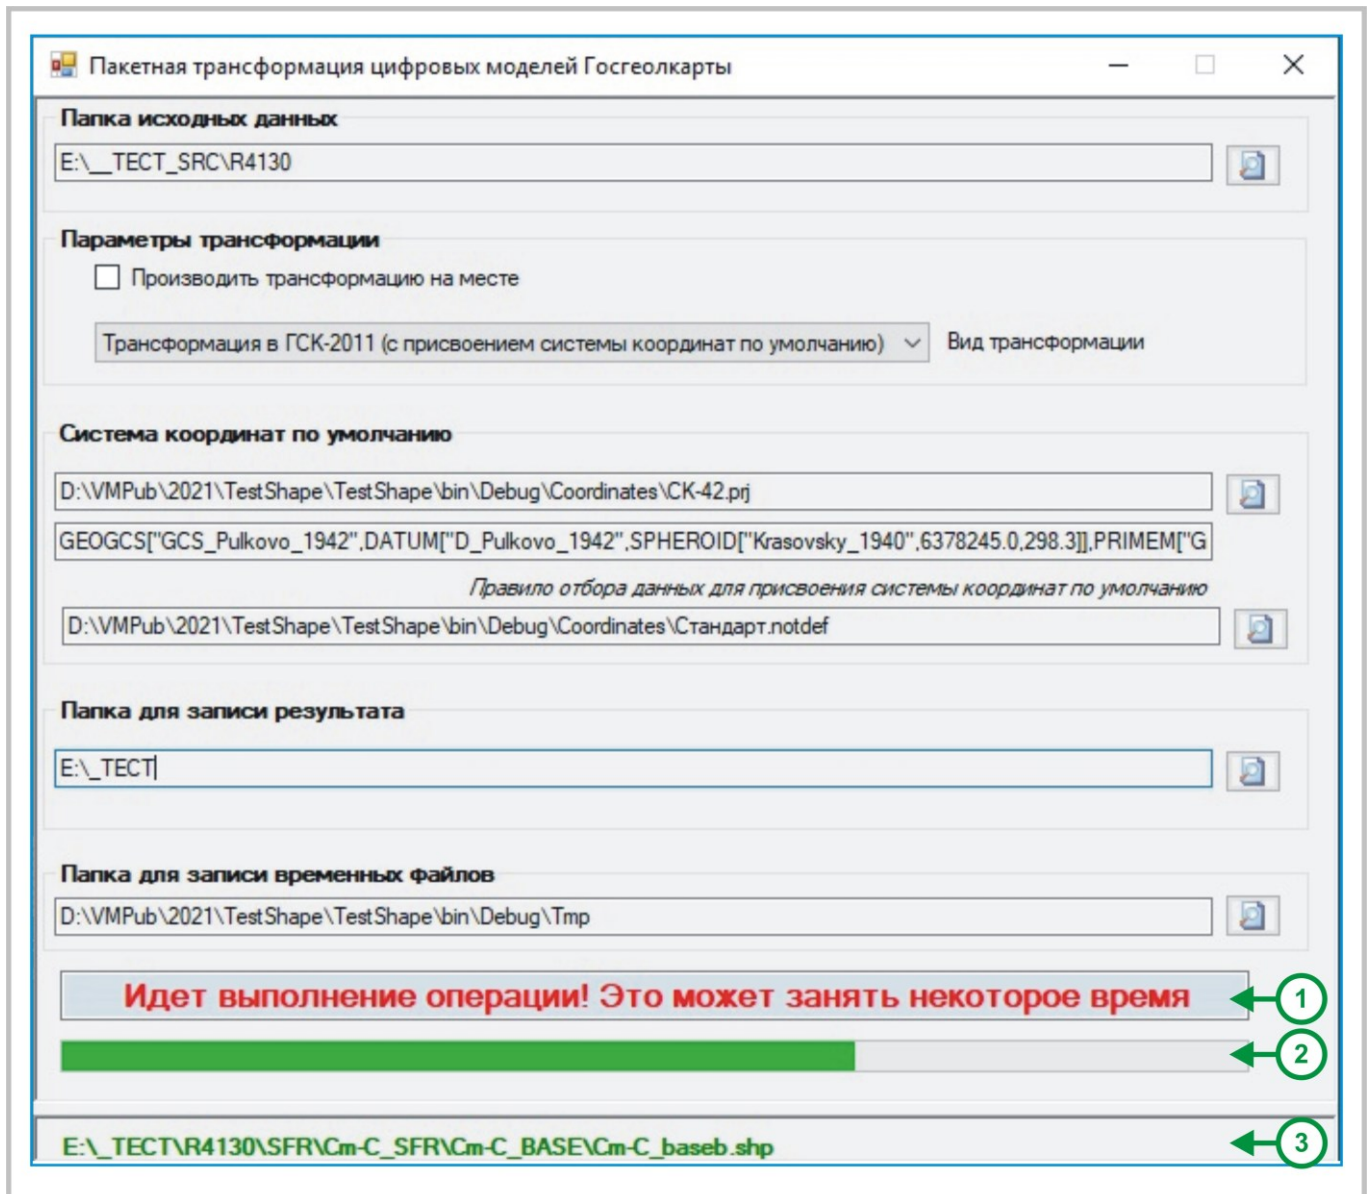 Пакетная трансформация цифровых моделей Госгеолкарты
Папка исходных данных
E:\__ТЕСТ_SRC\R4130
Параметры трансформации
Производить трансформацию на месте
Трансформация в ГСК-2011 (с присвоением системы координат по умолчанию)
Вид трансформации
Система координат по умолчанию
D:\VMPub\2021\TestShape\TestShape\bin\Debug\Coordinates\СК-42.prj
GEOGCS["GCS_Pulkovo_1942",DATUM["D_Pulkovo_1942",SPHEROID["Krasovsky_1940",6378245.0,298.3]],PRIMEM["G
Правило отбора данных для присвоения системы координат по умолчанию
D:\VMPub\2021\TestShape\TestShape\bin\Debug\Coordinates\Стандарт.notdef
Папка для записи результата
E:\_ТЕСТ
Папка для записи временных файлов
D:\VMPub\2021\TestShape\TestShape\bin\Debug\Tmp
Идет выполнение операции! Это может занять некоторое время
1
2
E:\_ТЕСТ\R4130\SFR\Cm-C_SFR\Cm-C_BASE\Cm-C_baseb.shp
3